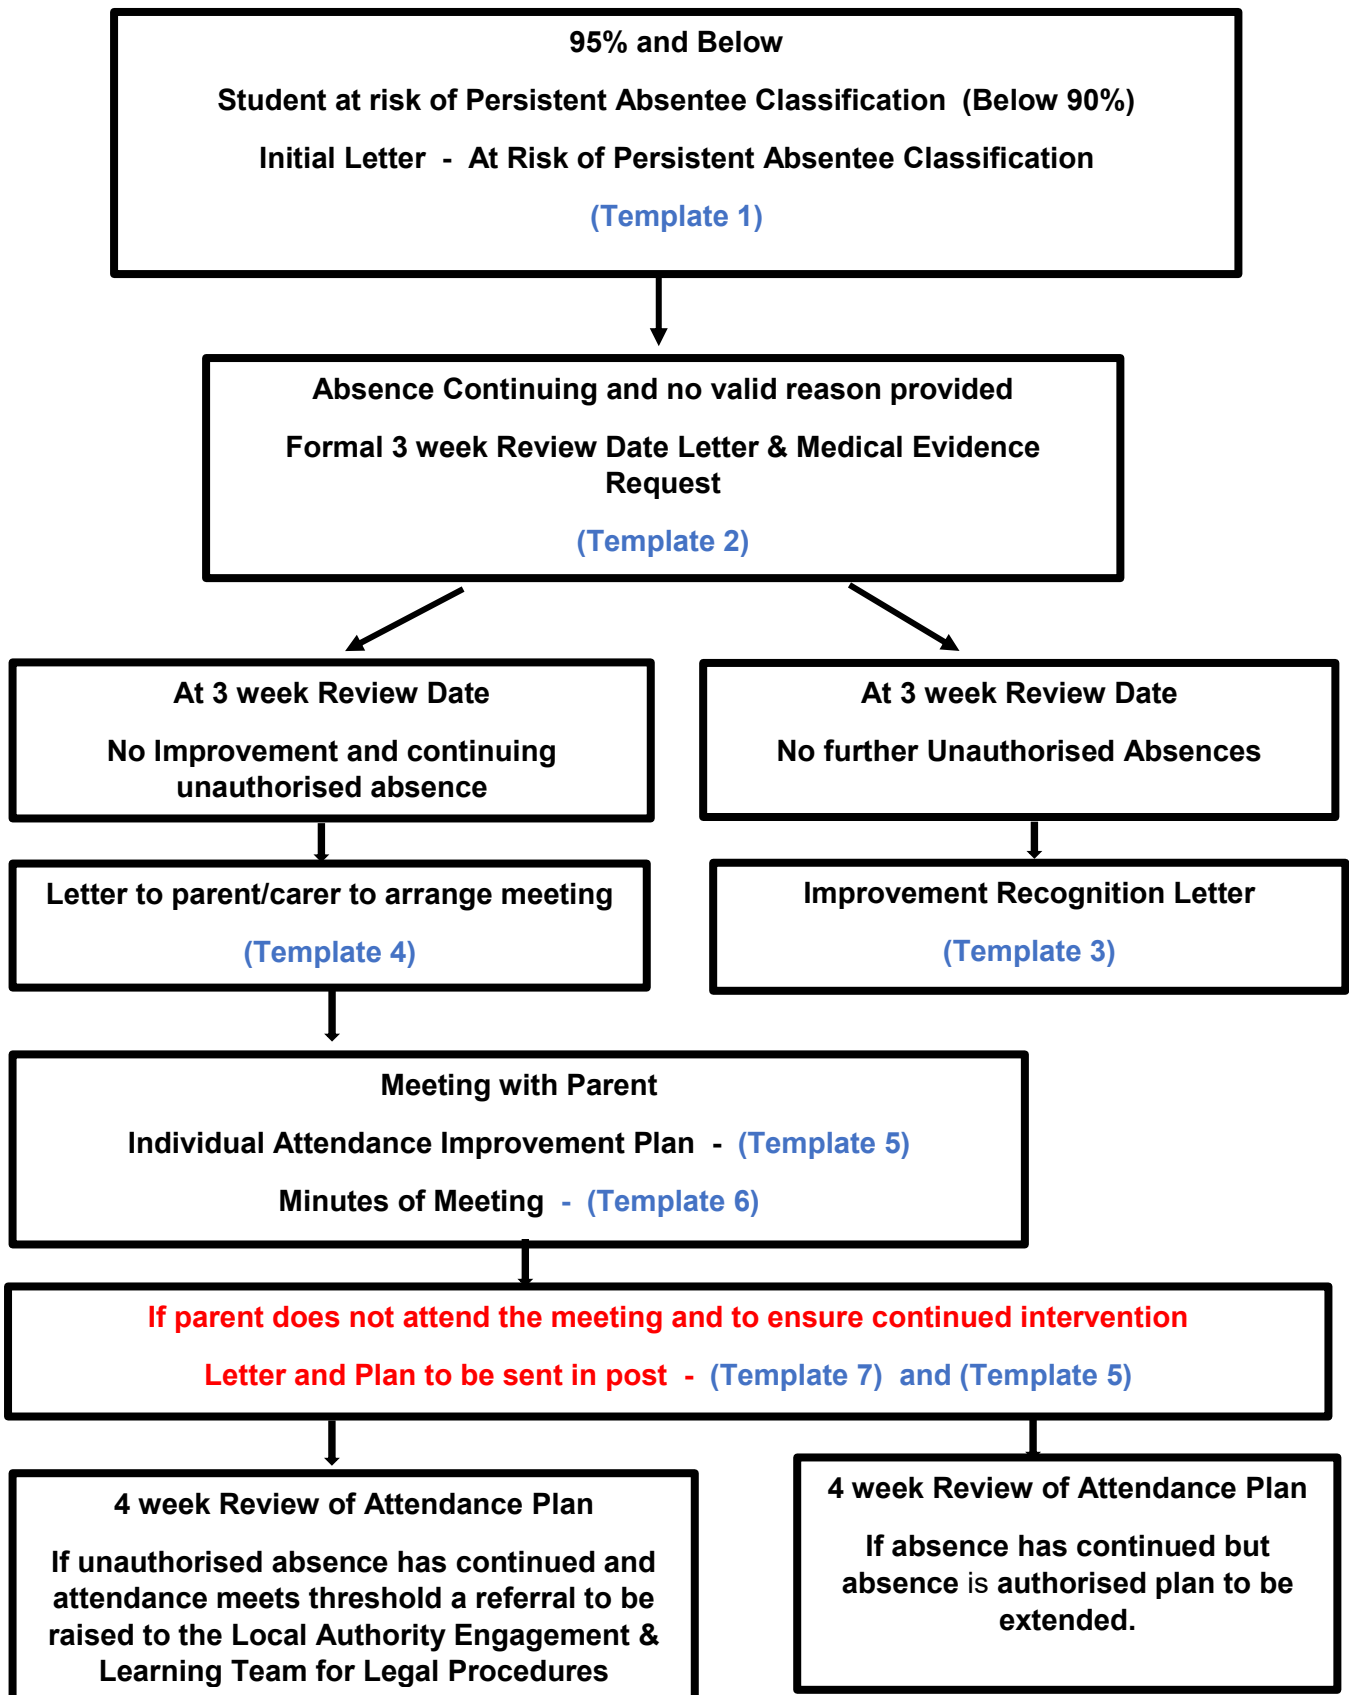 95% and Below
Student at risk of Persistent Absentee Classification (Below 90%)
Initial Letter - At Risk of Persistent Absentee Classification
(Template 1)
Absence Continuing and no valid reason provided
Formal 3 week Review Date Letter & Medical Evidence
Request
(Template 2)
At 3 week Review Date
No Improvement and continuing
unauthorised absence
At 3 week Review Date
No further Unauthorised Absences
Letter to parent/carer to arrange meeting
(Template 4)
Improvement Recognition Letter
(Template 3)
Meeting with Parent
Individual Attendance Improvement Plan - (Template 5)
Minutes of Meeting - (Template 6)
If parent does not attend the meeting and to ensure continued intervention
Letter and Plan to be sent in post - (Template 7) and (Template 5)
4 week Review of Attendance Plan
If unauthorised absence has continued and
attendance meets threshold a referral to be
raised to the Local Authority Engagement &
Learning Team for Legal Procedures
4 week Review of Attendance Plan
If absence has continued but
absence is authorised plan to be
extended.